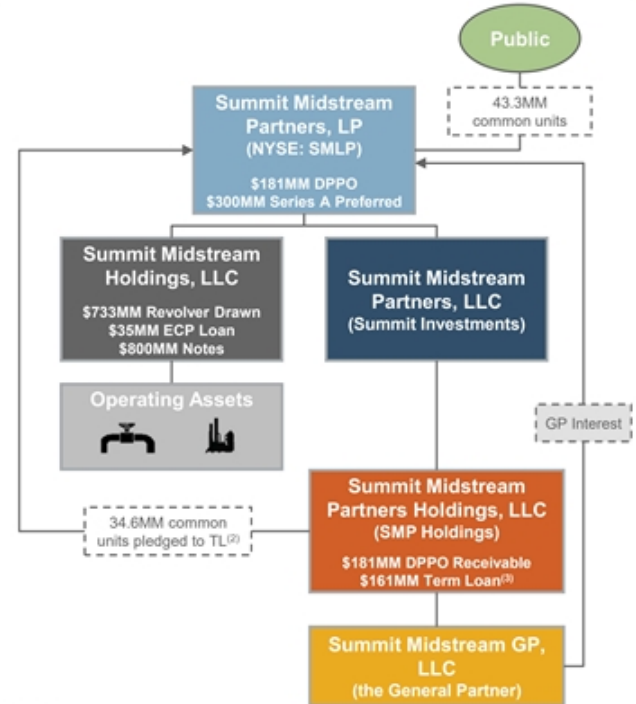 Public
43.3MM
common units
Summit Midstream
Partners, LP
(NYSE: SMLP)
$181MM DPPO
$300MM Series A Preferred
Summit Midstream
Holdings, LLC
$733MM Revolver Drawn
$35MM ECP Loan
$800MM Notes
Summit Midstream
Partners, LLC
(Summit Investments)
Operating Assets
GP Interest
34.6MM common
units pledged to TL(2)
Summit Midstream
Partners Holdings, LLC
(SMP Holdings)
$181MM DPPO Receivable
$161MM Term Loan(3)
Summit Midstream GP,
LLC
(the General Partner)